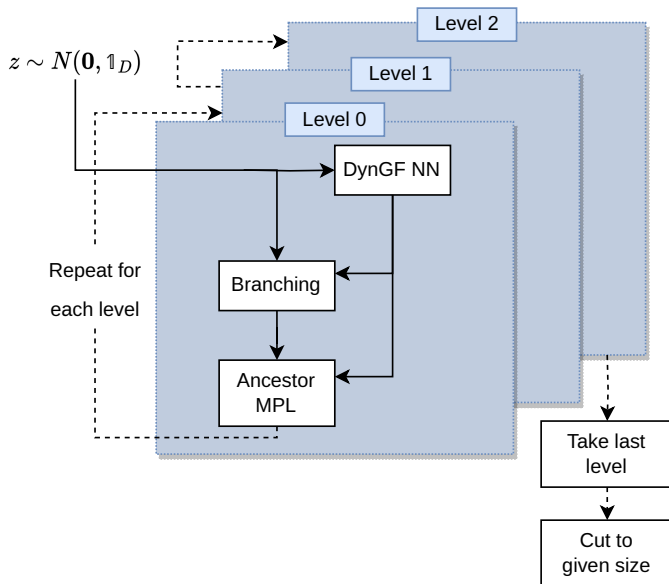 Level 2
z ∼ N(𝟎, 𝟙_D)
Level 1
Level 0
DynGF NN
Repeat for
each level
Branching
Ancestor
MPL
Take last
level
Cut to
given size